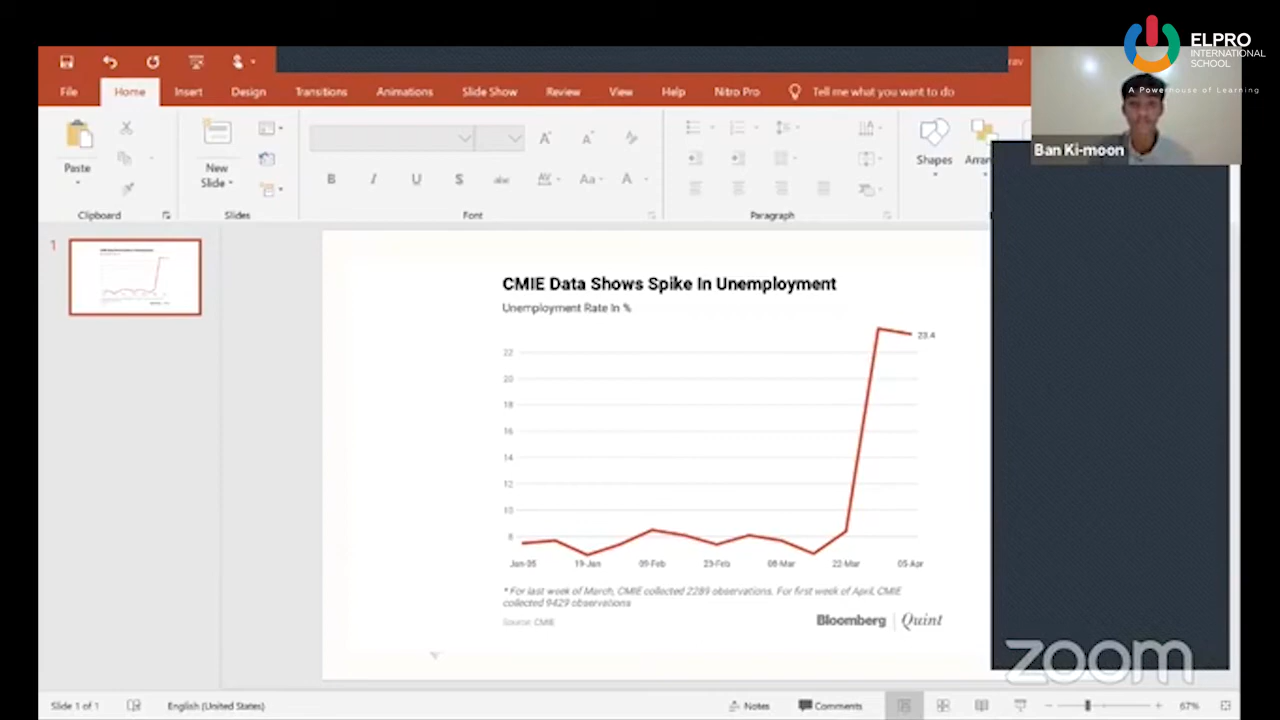 ELPRO
INTERNATIONAL
SCHOOL
A Powerhouse of Learning
File Home Insert Design Transitions Animations Slide Show Review View Help Nitro Pro Tell me what you want to do
Ban Ki-moon
Paste
New
Slide
Shapes
B I U S abc AV Aa A
Clipboard Slides Font Paragraph
1
CMIE Data Shows Spike In Unemployment
Unemployment Rate In %
23.4
22
20
18
16
14
12
10
8
Jan-05 19-Jan 09-Feb 23-Feb 08-Mar 22-Mar 05-Apr
* For last week of March, CMIE collected 2289 observations. For first week of April, CMIE
collected 9429 observations
Source: CMIE
Bloomberg | Quint
zoom
Slide 1 of 1 English (United States) Notes Comments 67%